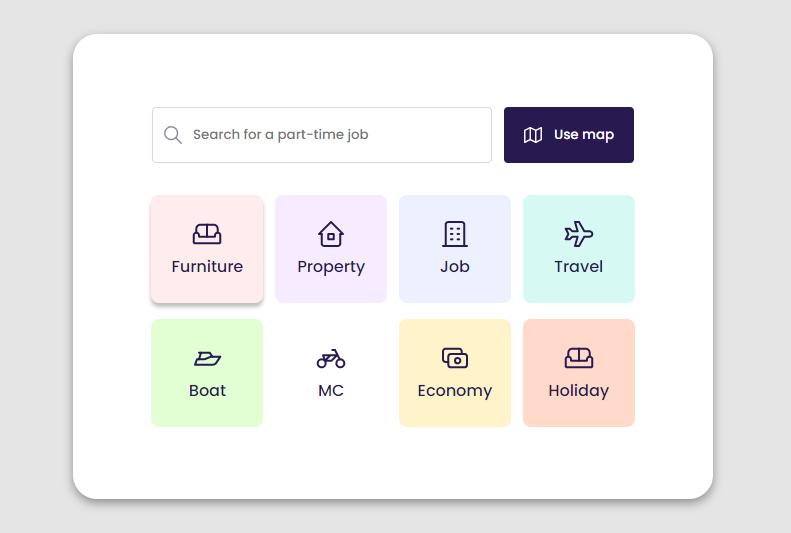 Search for a part-time job
Use map
Furniture
Property
Job
Travel
Boat
MC
Economy
Holiday